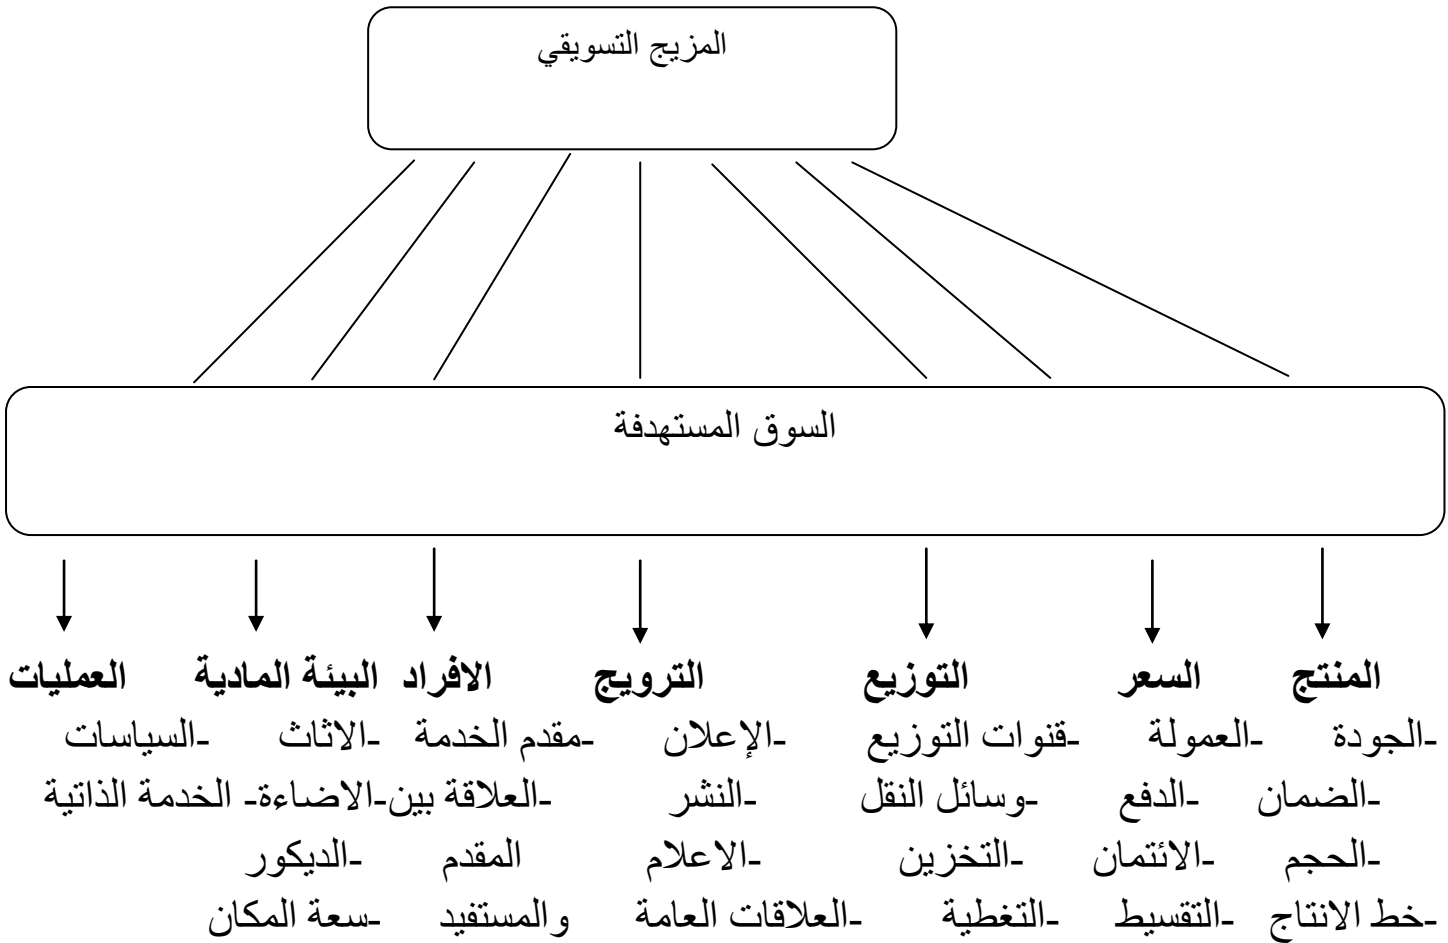 المزيج التسويقي
السوق المستهدفة
المنتج السعر التوزيع الترويج الافراد البيئة المادية العمليات
-الجودة -العمولة -قنوات التوزيع -الإعلان -مقدم الخدمة -الاثاث -السياسات
-الضمان -الدفع -وسائل النقل -النشر -العلاقة بين-الاضاءة- الخدمة الذاتية
-الحجم -الائتمان -التخزين -الاعلام المقدم -الديكور
-خط الانتاج -التقسيط -التغطية -العلاقات العامة والمستفيد -سعة المكان